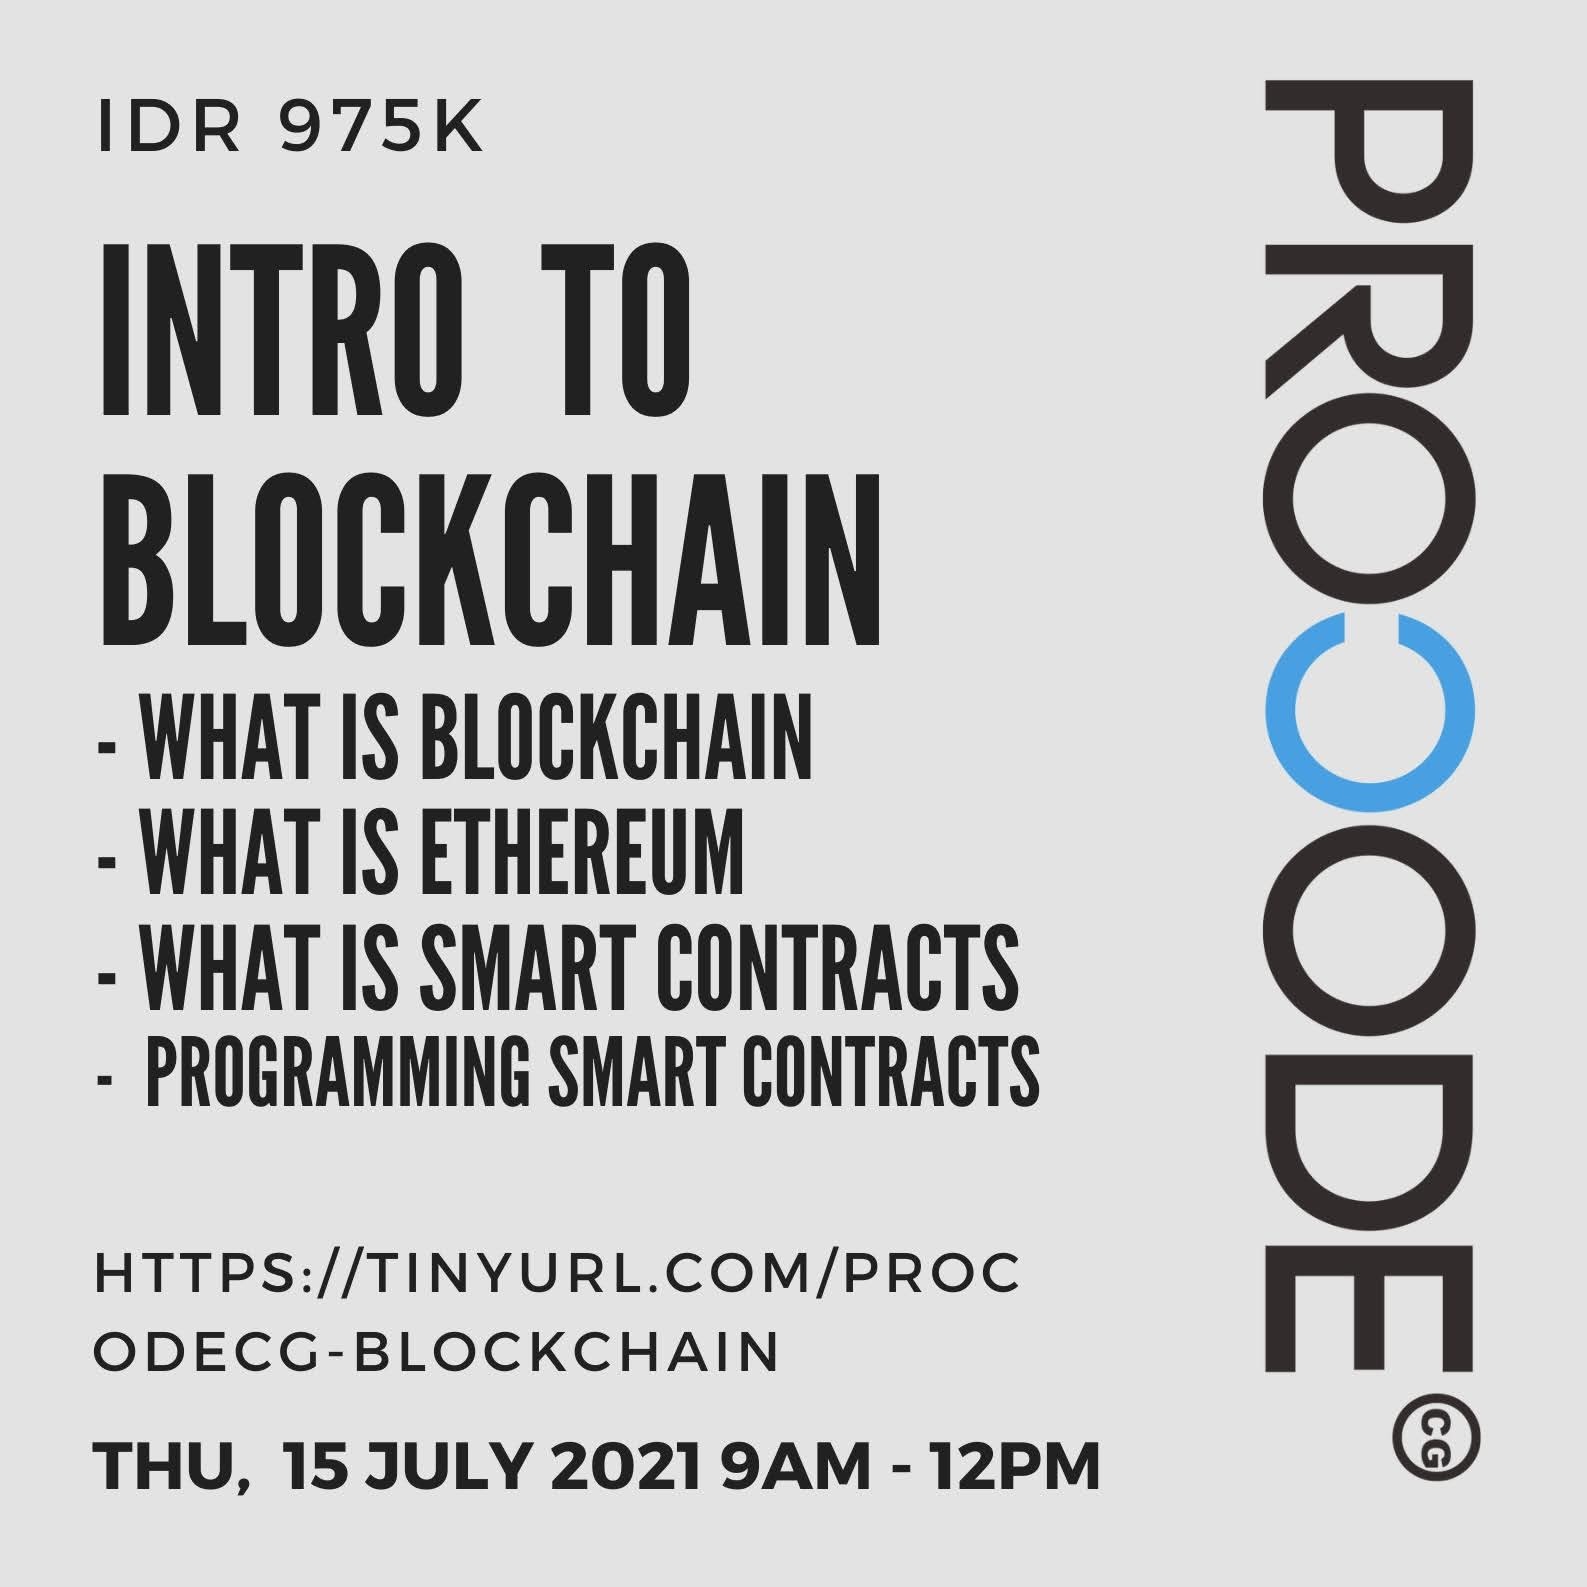 IDR 975K
INTRO TO
BLOCKCHAIN
- WHAT IS BLOCKCHAIN
- WHAT IS ETHEREUM
- WHAT IS SMART CONTRACTS
- PROGRAMMING SMART CONTRACTS
HTTPS://TINYURL.COM/PROC
ODECG-BLOCKCHAIN
THU, 15 JULY 2021 9AM - 12PM
PROCODE
CG